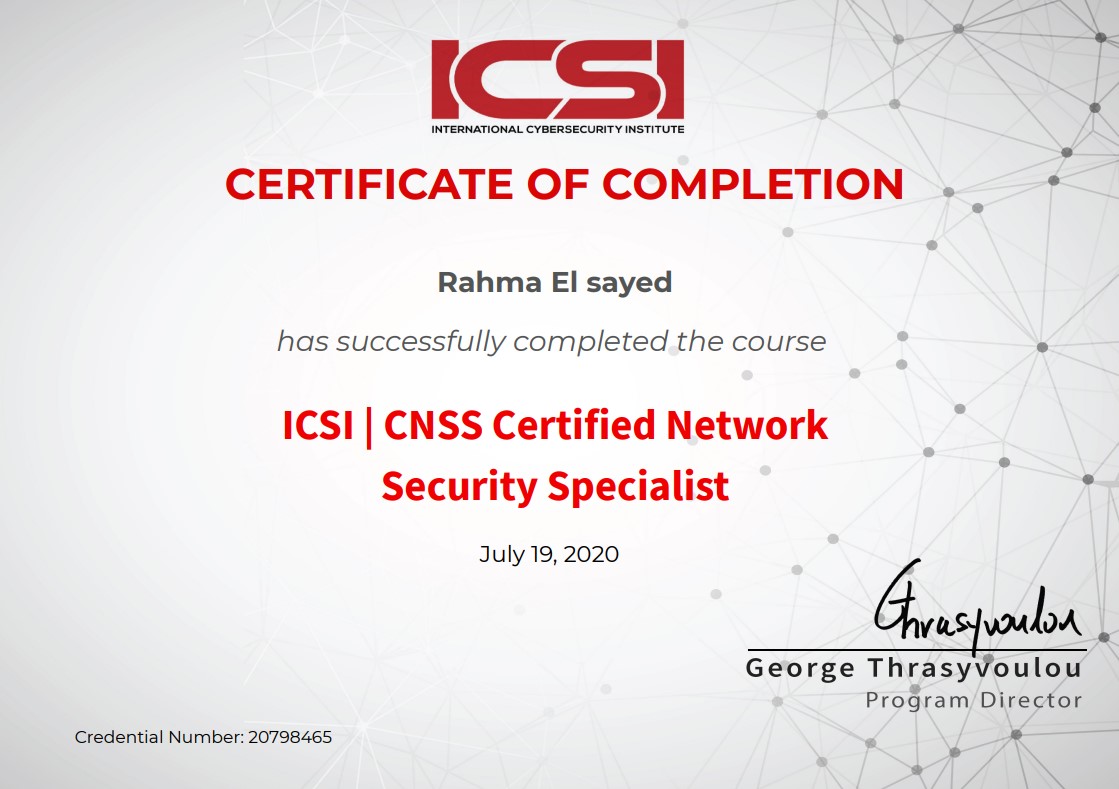 ICSI
INTERNATIONAL CYBERSECURITY INSTITUTE
CERTIFICATE OF COMPLETION
Rahma El sayed
has successfully completed the course
ICSI | CNSS Certified Network
Security Specialist
July 19, 2020
Thrasyvoulou
George Thrasyvoulou
Program Director
Credential Number: 20798465